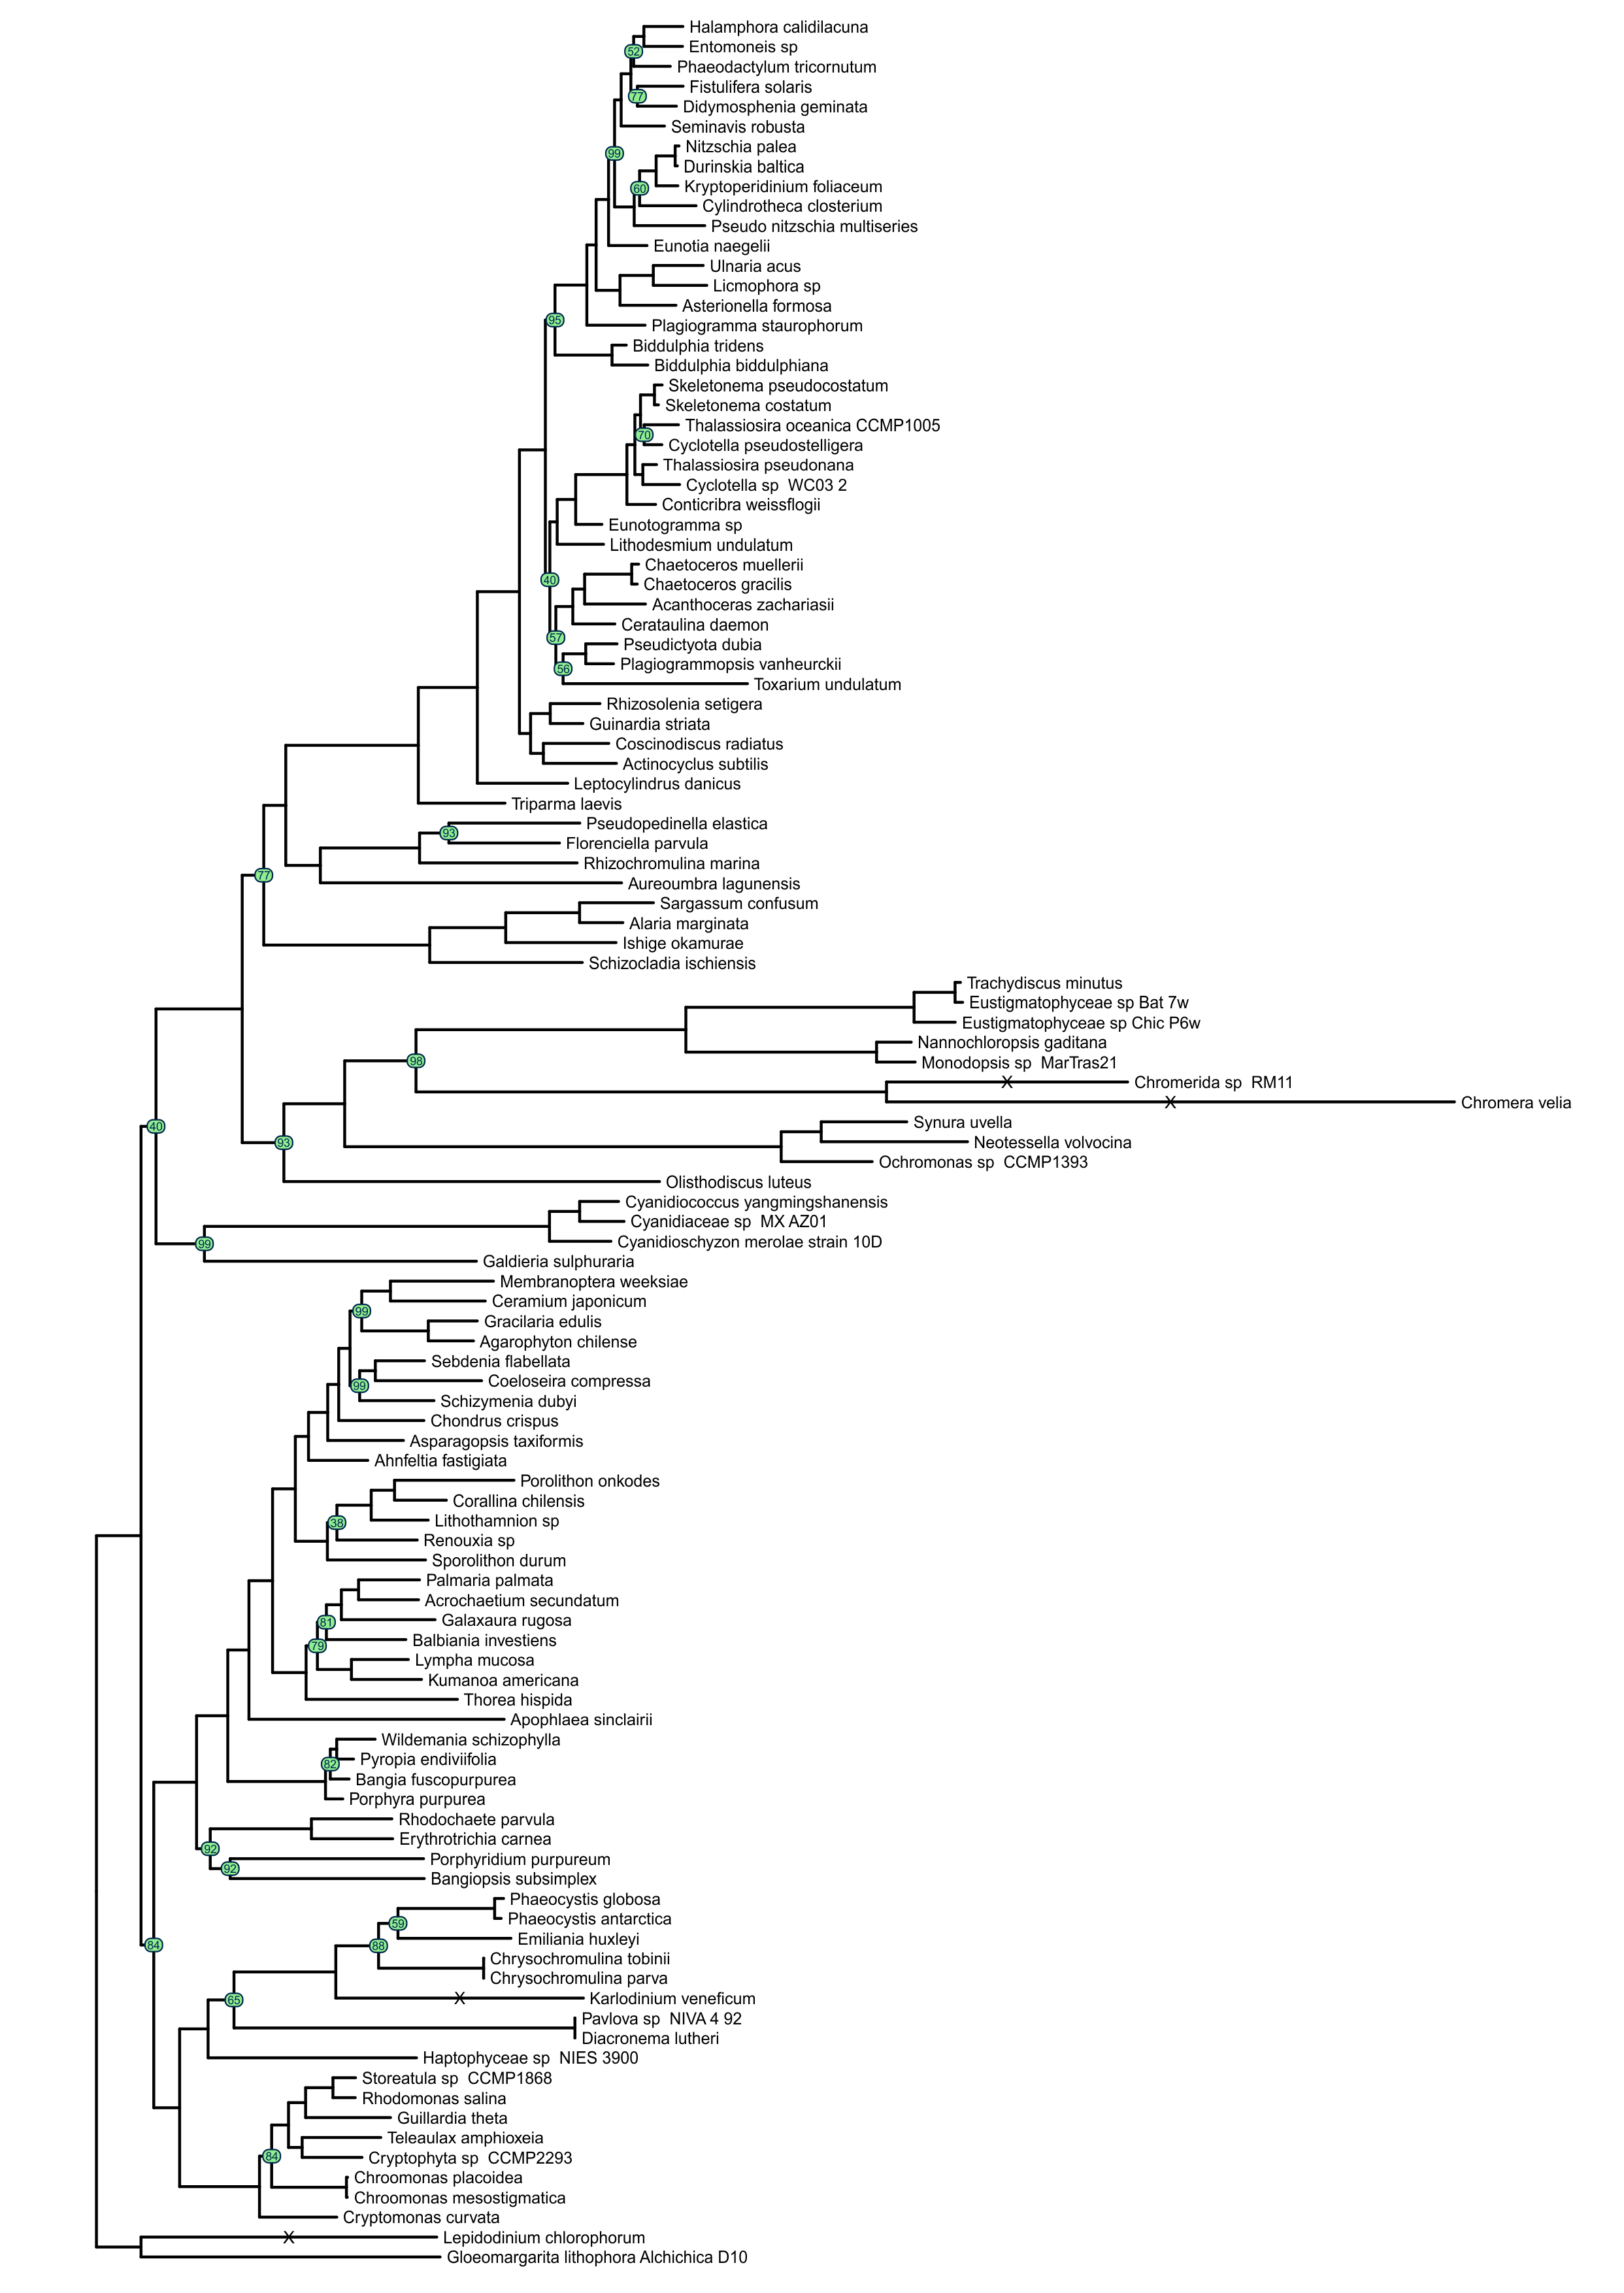 Halamphora calidilacuna
Entomoneis sp
52
Phaeodactylum tricornutum
Fistulifera solaris
77
Didymosphenia geminata
Seminavis robusta
Nitzschia palea
99
Durinskia baltica
Kryptoperidinium foliaceum
60
Cylindrotheca closterium
Pseudo nitzschia multiseries
Eunotia naegelii
Ulnaria acus
Licmophora sp
Asterionella formosa
95
Plagiogramma staurophorum
Biddulphia tridens
Biddulphia biddulphiana
Skeletonema pseudocostatum
Skeletonema costatum
Thalassiosira oceanica CCMP1005
70
Cyclotella pseudostelligera
Thalassiosira pseudonana
Cyclotella sp WC03 2
Conticribra weissflogii
Eunotogramma sp
Lithodesmium undulatum
Chaetoceros muellerii
40
Chaetoceros gracilis
Acanthoceras zachariasii
Cerataulina daemon
57
Pseudictyota dubia
Plagiogrammopsis vanheurckii
56
Toxarium undulatum
Rhizosolenia setigera
Guinardia striata
Coscinodiscus radiatus
Actinocyclus subtilis
Leptocylindrus danicus
Triparma laevis
Pseudopedinella elastica
93
Florenciella parvula
Rhizochromulina marina
77
Aureoumbra lagunensis
Sargassum confusum
Alaria marginata
Ishige okamurae
Schizocladia ischiensis
Trachydiscus minutus
Eustigmatophyceae sp Bat 7w
Eustigmatophyceae sp Chic P6w
Nannochloropsis gaditana
98
Monodopsis sp MarTras21
X
Chromerida sp RM11
X
Chromera velia
Synura uvella
40
93
Neotessella volvocina
Ochromonas sp CCMP1393
Olisthodiscus luteus
Cyanidiococcus yangmingshanensis
Cyanidiaceae sp MX AZ01
99
Cyanidioschyzon merolae strain 10D
Galdieria sulphuraria
Membranoptera weeksiae
Ceramium japonicum
99
Gracilaria edulis
Agarophyton chilense
Sebdenia flabellata
Coeloseira compressa
99
Schizymenia dubyi
Chondrus crispus
Asparagopsis taxiformis
Ahnfeltia fastigiata
Porolithon onkodes
Corallina chilensis
38
Lithothamnion sp
Renouxia sp
Sporolithon durum
Palmaria palmata
Acrochaetium secundatum
81
Galaxaura rugosa
79
Balbiania investiens
Lympha mucosa
Kumanoa americana
Thorea hispida
Apophlaea sinclairii
Wildemania schizophylla
82
Pyropia endiviifolia
Bangia fuscopurpurea
Porphyra purpurea
Rhodochaete parvula
Erythrotrichia carnea
92
Porphyridium purpureum
92
Bangiopsis subsimplex
Phaeocystis globosa
59
Phaeocystis antarctica
Emiliania huxleyi
84
88
Chrysochromulina tobinii
Chrysochromulina parva
65
X
Karlodinium veneficum
Pavlova sp NIVA 4 92
Diacronema lutheri
Haptophyceae sp NIES 3900
Storeatula sp CCMP1868
Rhodomonas salina
Guillardia theta
Teleaulax amphioxeia
84
Cryptophyta sp CCMP2293
Chroomonas placoidea
Chroomonas mesostigmatica
Cryptomonas curvata
X
Lepidodinium chlorophorum
Gloeomargarita lithophora Alchichica D10